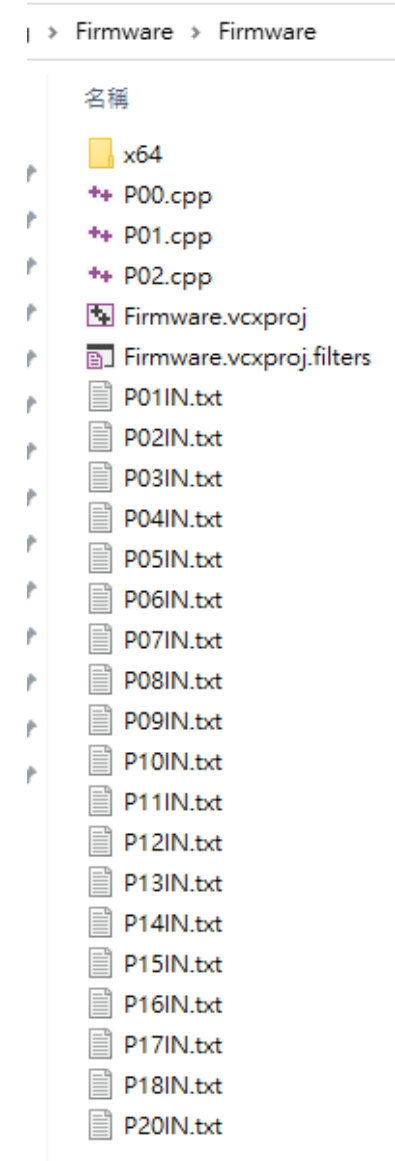 > Firmware > Firmware
名稱
x64
P00.cpp
P01.cpp
P02.cpp
Firmware.vcxproj
Firmware.vcxproj.filters
P01IN.txt
P02IN.txt
P03IN.txt
P04IN.txt
P05IN.txt
P06IN.txt
P07IN.txt
P08IN.txt
P09IN.txt
P10IN.txt
P11IN.txt
P12IN.txt
P13IN.txt
P14IN.txt
P15IN.txt
P16IN.txt
P17IN.txt
P18IN.txt
P20IN.txt